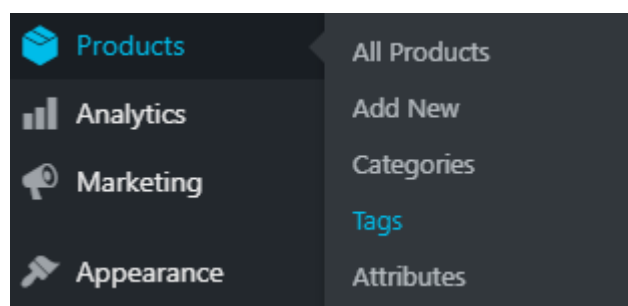 Products
Analytics
Marketing
Appearance
All Products
Add New
Categories
Tags
Attributes